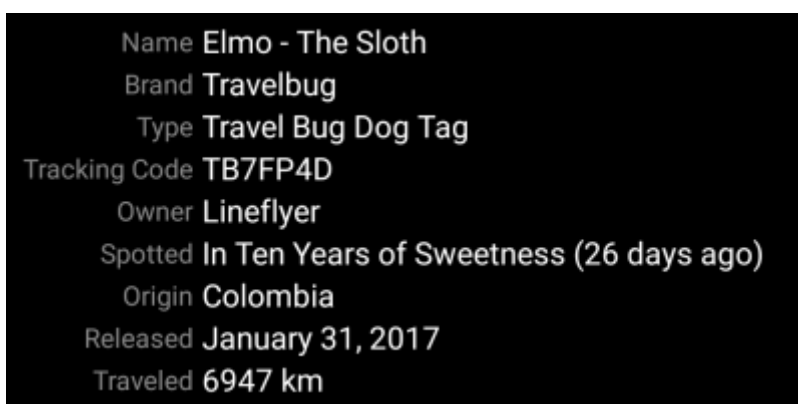 Name Elmo - The Sloth
Brand Travelbug
Type Travel Bug Dog Tag
Tracking Code TB7FP4D
Owner Lineflyer
Spotted In Ten Years of Sweetness (26 days ago)
Origin Colombia
Released January 31, 2017
Traveled 6947 km